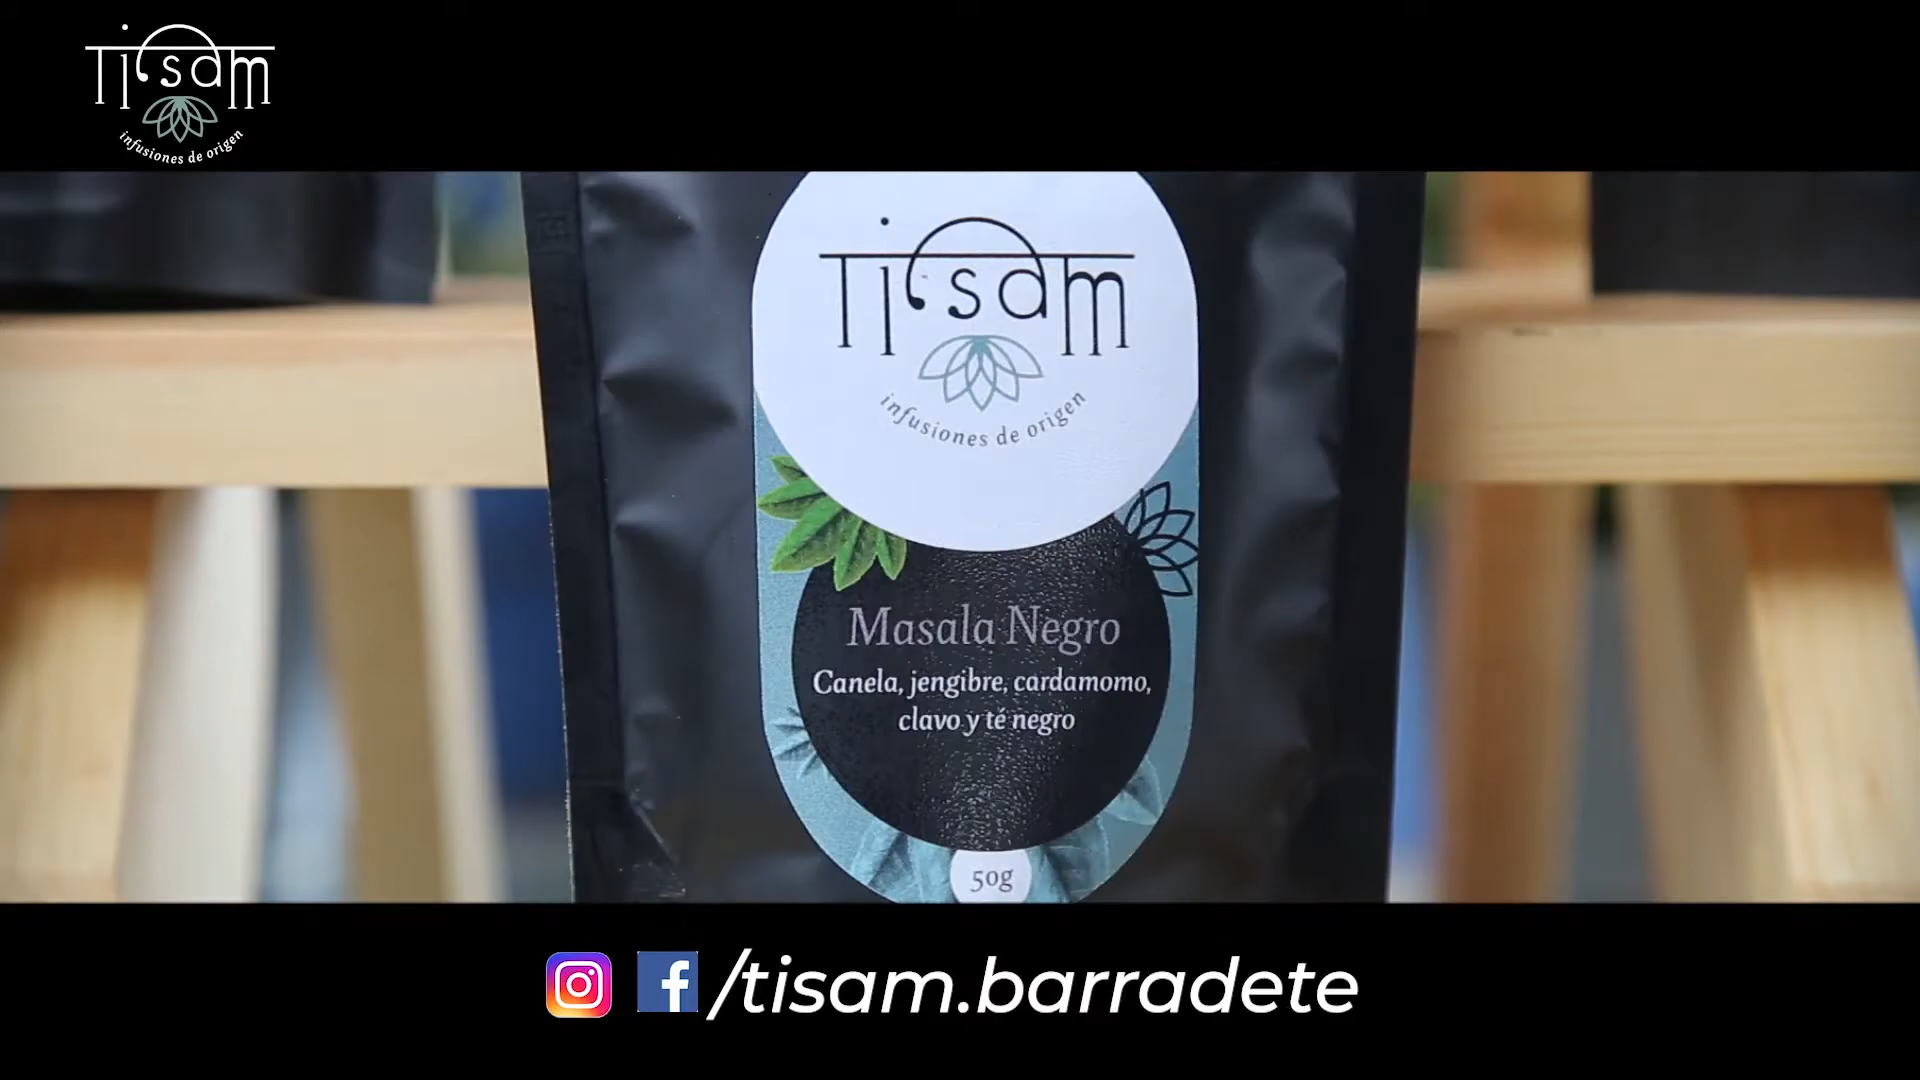 Tisam
infusiones de origen
Tisam
infusiones de origen
Masala Negro
Canela, jengibre, cardamomo,
clavo y té negro
50g
/tisam.barradete